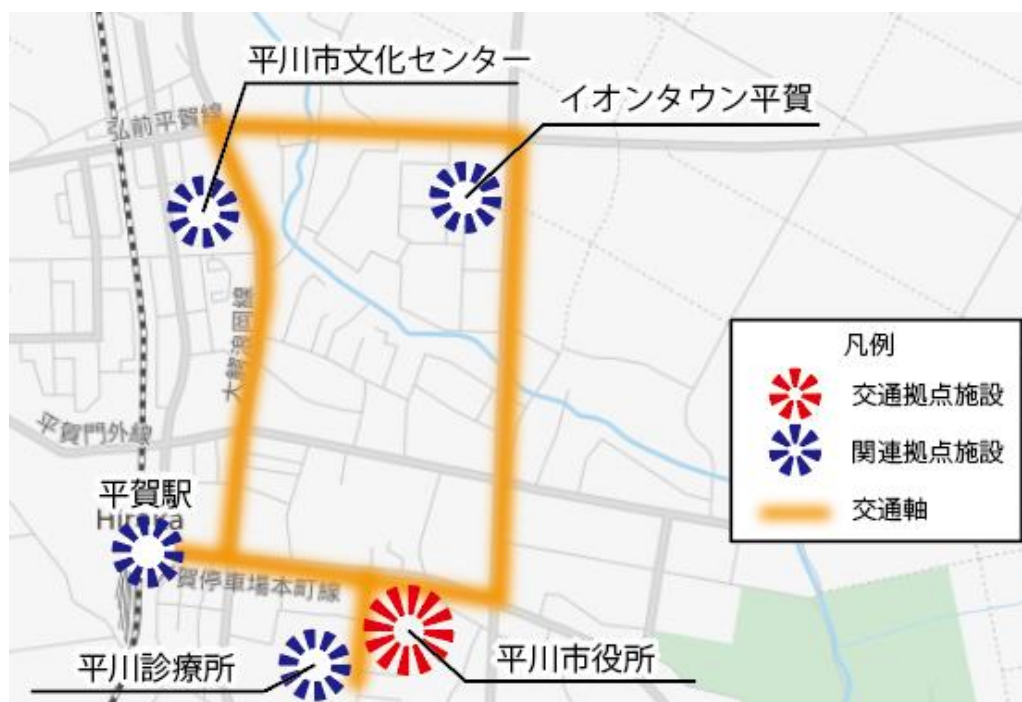 平川市文化センター
イオンタウン平賀
弘前平賀線
凡例
交通拠点施設
関連拠点施設
交通軸
大鰐浪岡線
平賀門外線
平賀駅
Hiraka
平賀停車場本町線
平川診療所
平川市役所